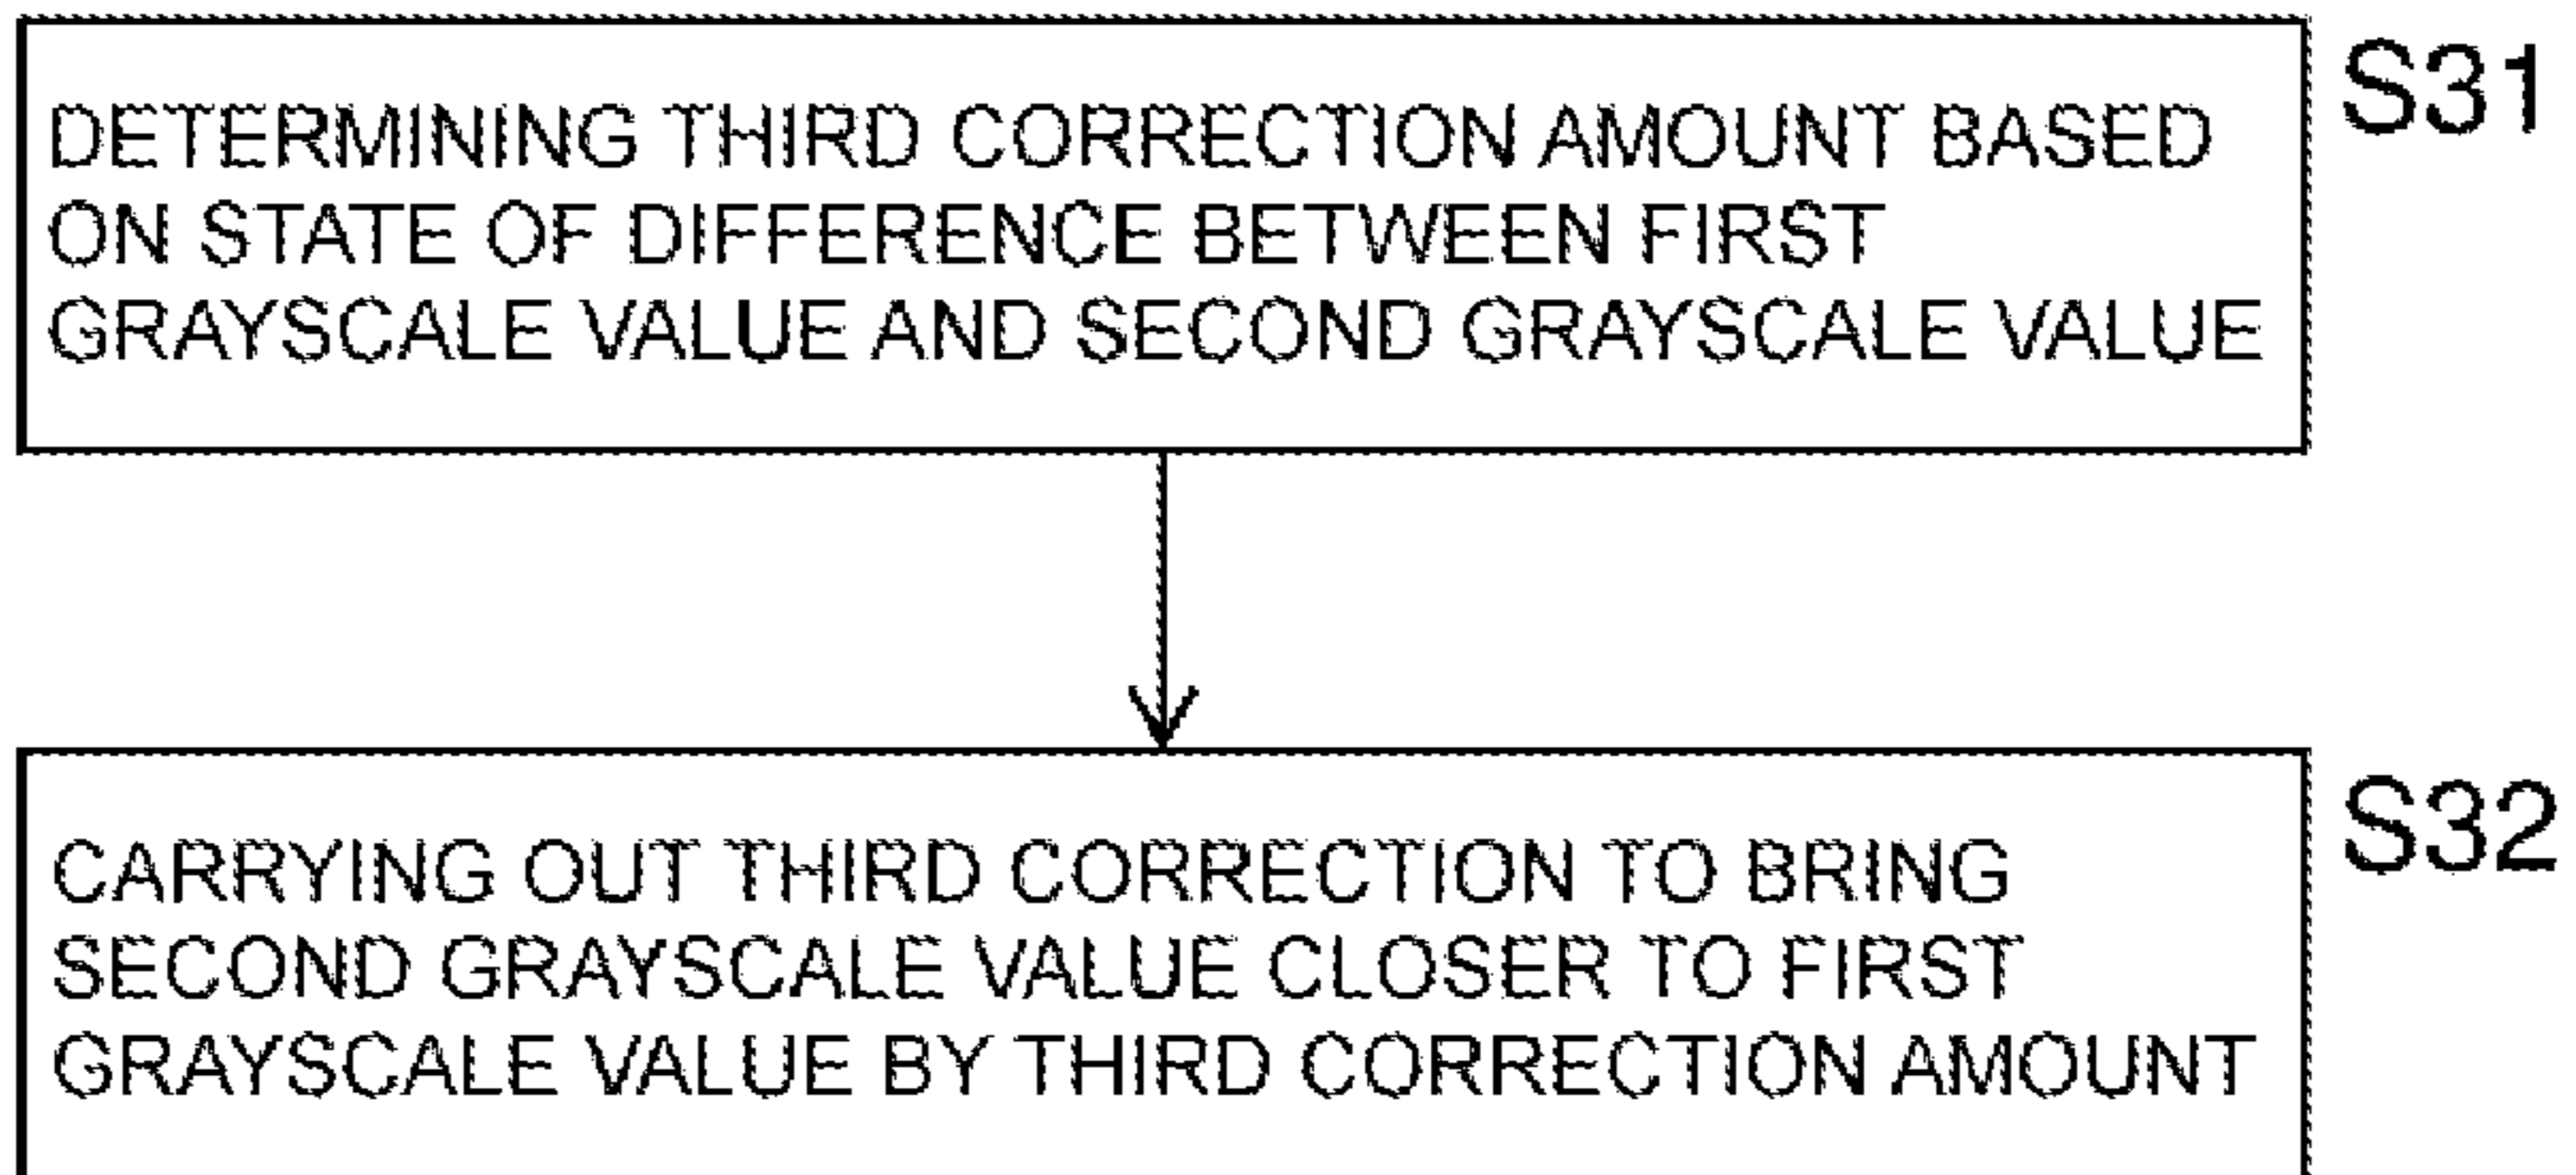 S31
DETERMINING THIRD CORRECTION AMOUNT BASED
ON STATE OF DIFFERENCE BETWEEN FIRST
GRAYSCALE VALUE AND SECOND GRAYSCALE VALUE
S32
CARRYING OUT THIRD CORRECTION TO BRING
SECOND GRAYSCALE VALUE CLOSER TO FIRST
GRAYSCALE VALUE BY THIRD CORRECTION AMOUNT